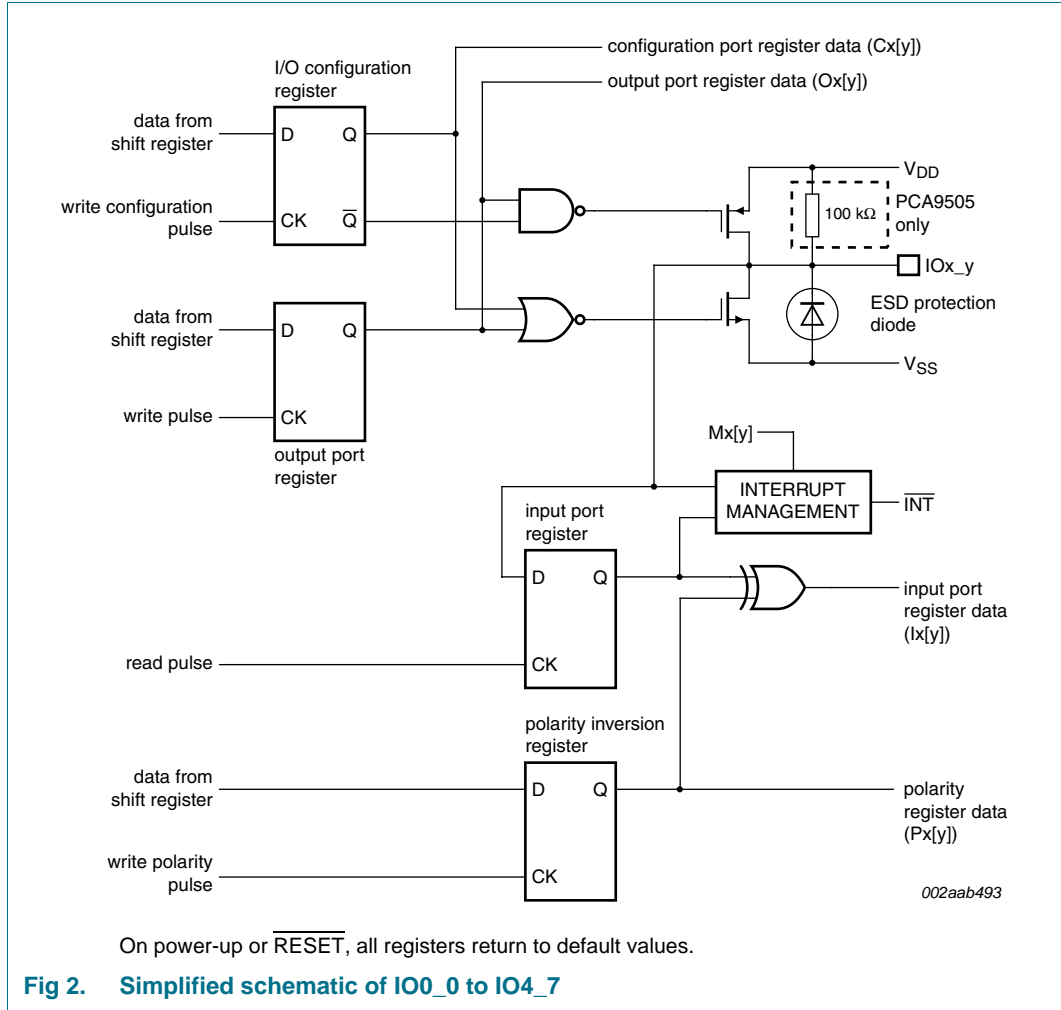 configuration port register data (Cx[y])
output port register data (Ox[y])
I/O configuration
register
data from
shift register
D
Q
write configuration
pulse
CK
Q̅
VDD
100 kΩ
PCA9505
only
IOx_y
ESD protection
diode
VSS
data from
shift register
D
Q
write pulse
CK
output port
register
Mx[y]
INTERRUPT
MANAGEMENT
I̅N̅T̅
input port
register
D
Q
input port
register data
(Ix[y])
read pulse
CK
polarity inversion
register
data from
shift register
D
Q
polarity
register data
(Px[y])
write polarity
pulse
CK
002aab493
On power-up or R̅E̅S̅E̅T̅, all registers return to default values.
Fig 2. Simplified schematic of IO0_0 to IO4_7